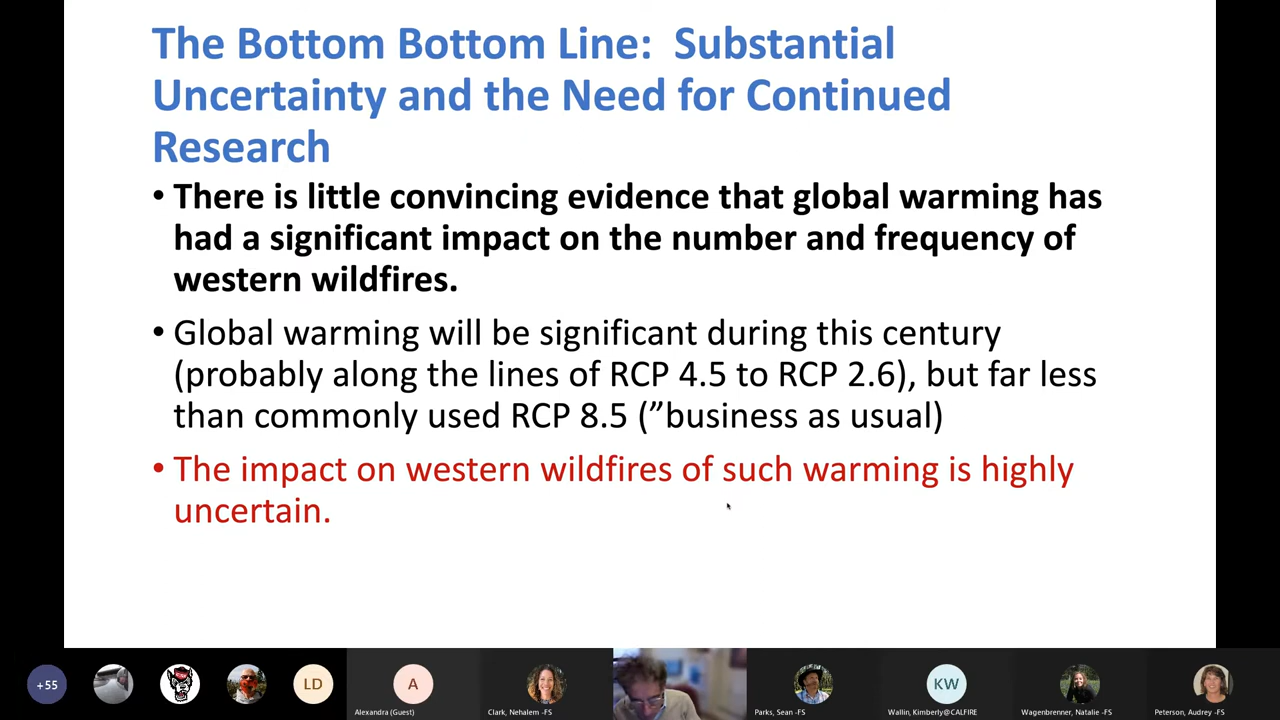 The Bottom Bottom Line: Substantial
Uncertainty and the Need for Continued
Research
• There is little convincing evidence that global warming has
had a significant impact on the number and frequency of
western wildfires.
• Global warming will be significant during this century
(probably along the lines of RCP 4.5 to RCP 2.6), but far less
than commonly used RCP 8.5 (”business as usual)
• The impact on western wildfires of such warming is highly
uncertain.
+55
LD
A
KW
Alexandra (Guest)
Clark, Nehalem -FS
Parks, Sean -FS
Wallin, Kimberly@CALFIRE
Wagenbrenner, Natalie -FS
Peterson, Audrey -FS